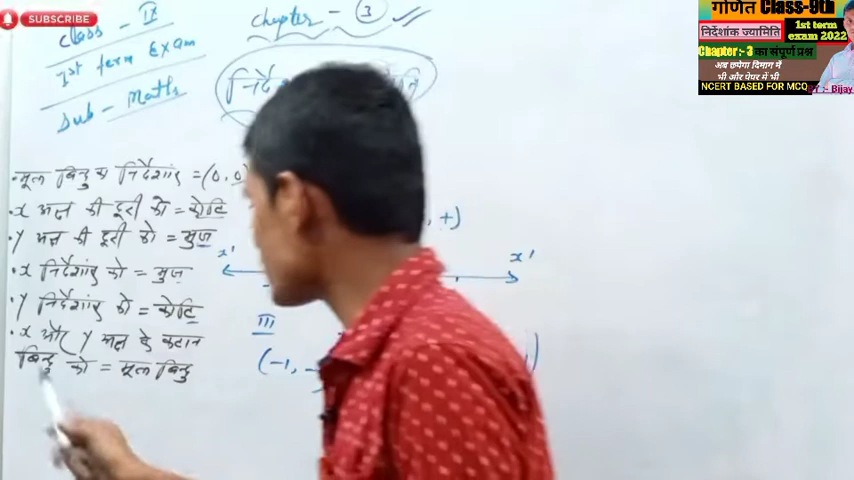 SUBSCRIBE
Class - IX
1st term Exam
Sub - Maths
Chapter - 3
मूल बिन्दु का निर्देशांक = (0,0)
x अक्ष की दूरी को = कोटि
y अक्ष की दूरी को = भुज
x निर्देशांक को = भुज
y निर्देशांक को = कोटि
x और y अक्ष के कटान
बिन्दु को = मूल बिन्दु
, +)
x' x'
III
(-1, -
गणित Class-9th
निर्देशांक ज्यामिति
1st term
exam 2022
Chapter :- 3 का संपूर्ण प्रश्न
अब छपेगा दिमाग में
भी और पेपर में भी
NCERT BASED FOR MCQ
BY :- Bijay